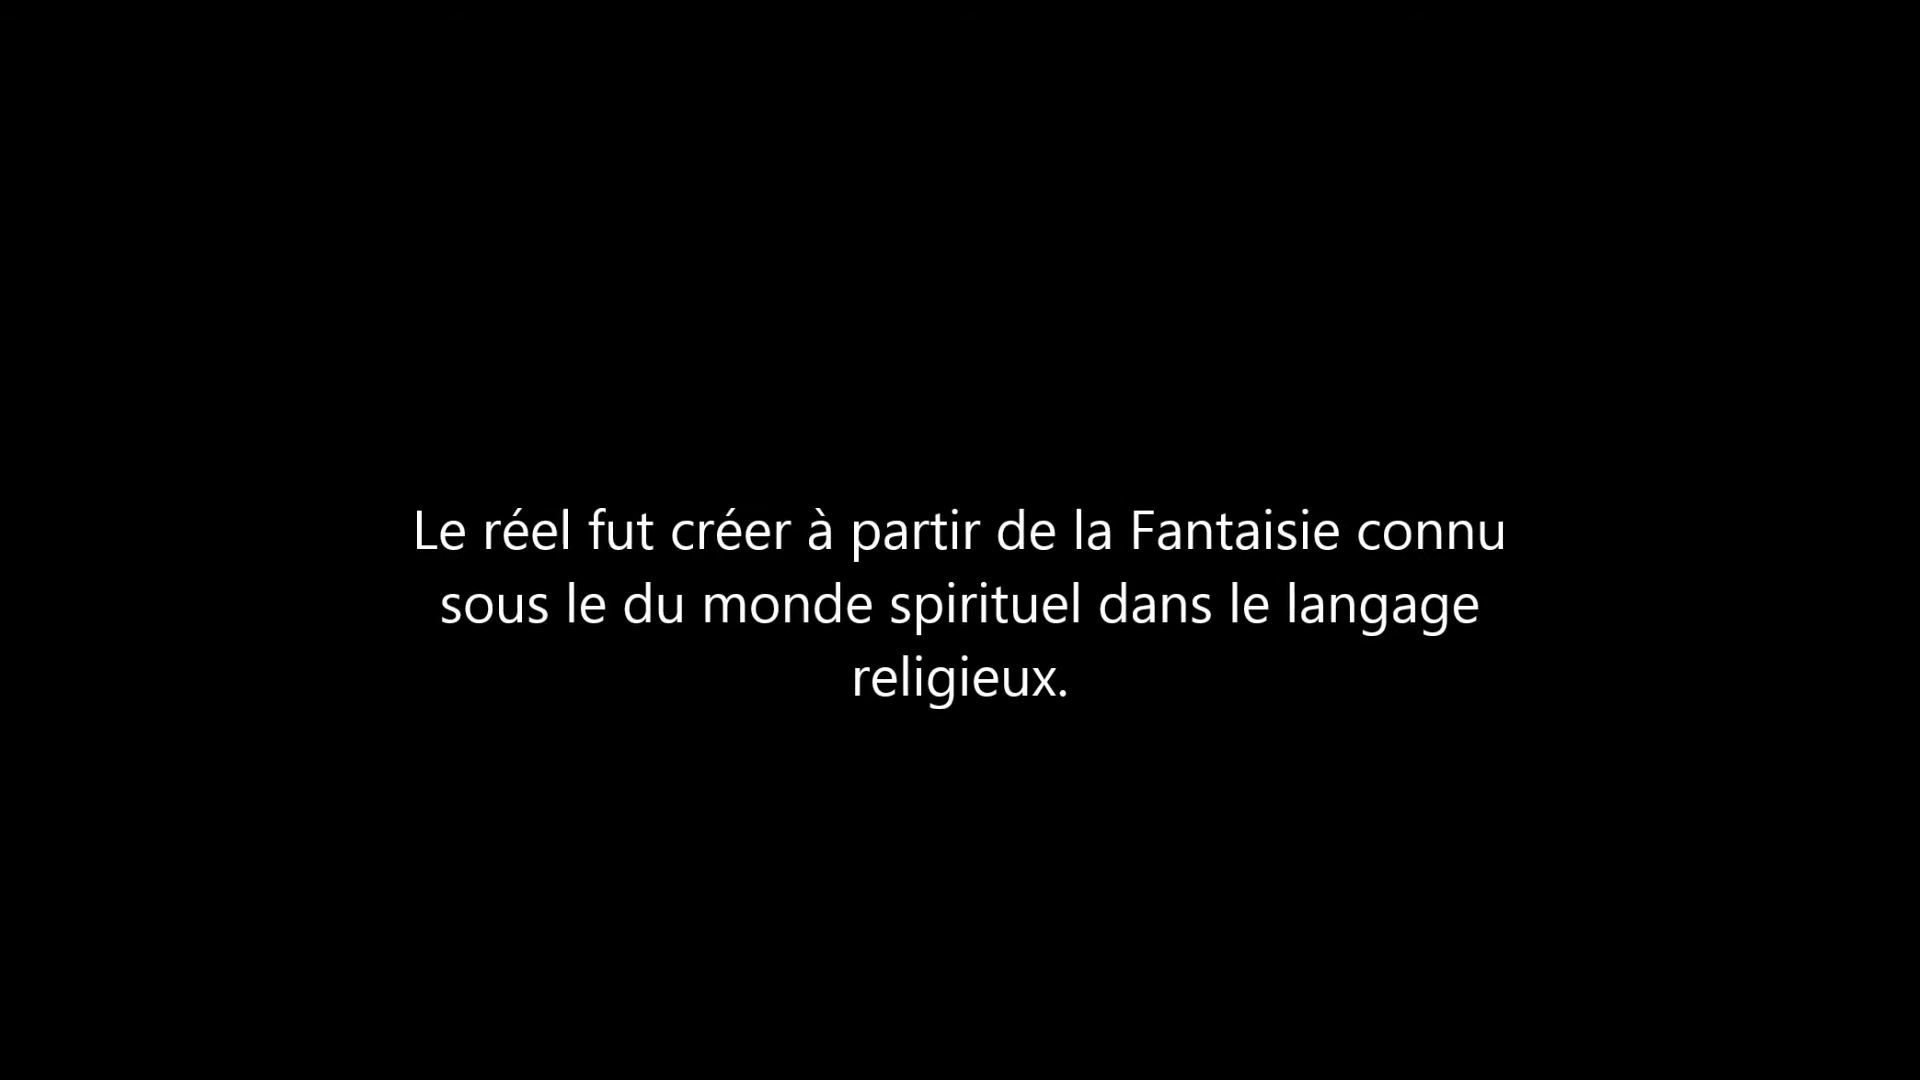 Le réel fut créer à partir de la Fantaisie connu
sous le du monde spirituel dans le langage
religieux.